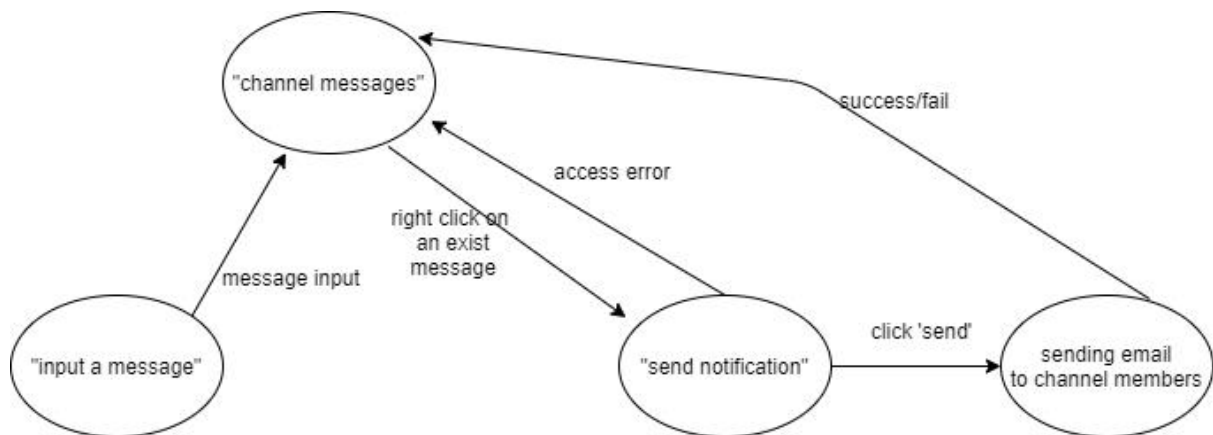 "channel messages"
success/fail
access error
right click on
an exist
message
message input
click 'send'
"input a message"
"send notification"
sending email
to channel members